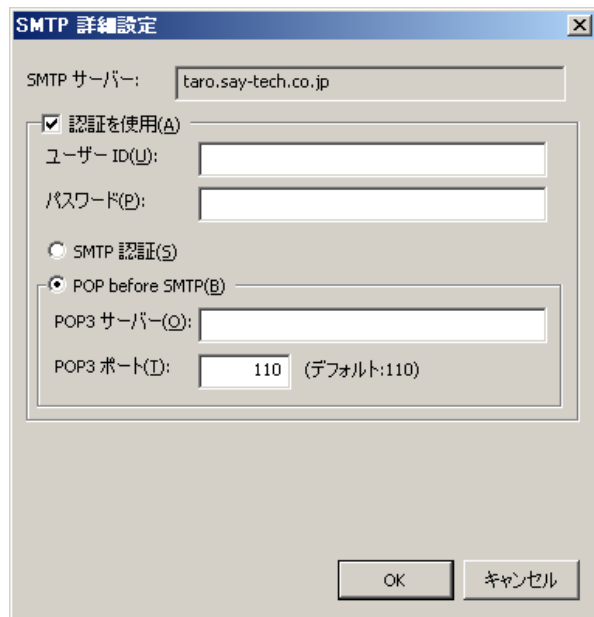 SMTP 詳細設定
SMTP サーバー: taro.say-tech.co.jp
認証を使用(A)
ユーザー ID(U):
パスワード(P):
SMTP 認証(S)
POP before SMTP(B)
POP3 サーバー(O):
POP3 ポート(T): 110 (デフォルト:110)
OK キャンセル